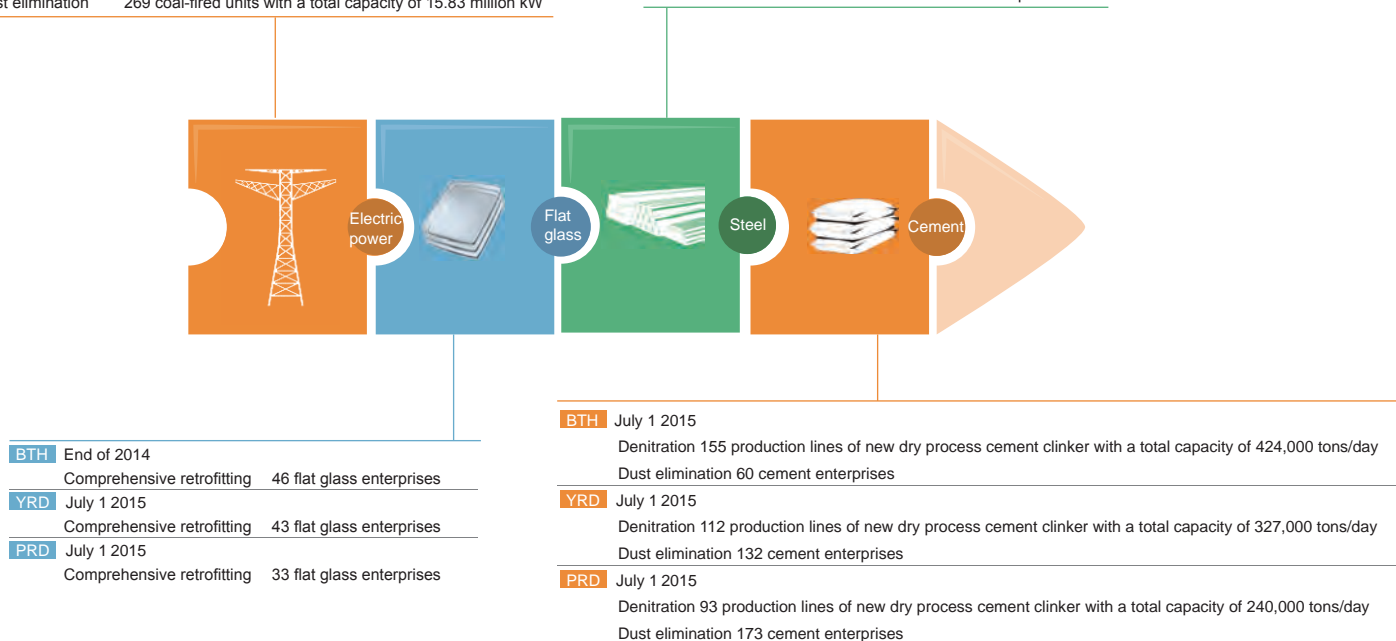 269 coal-fired units with a total capacity of 15.83 million kW
Electric
power
Flat
glass
Steel
Cement
BTH End of 2014
Comprehensive retrofitting 46 flat glass enterprises
YRD July 1 2015
Comprehensive retrofitting 43 flat glass enterprises
PRD July 1 2015
Comprehensive retrofitting 33 flat glass enterprises
BTH July 1 2015
Denitration 155 production lines of new dry process cement clinker with a total capacity of 424,000 tons/day
Dust elimination 60 cement enterprises
YRD July 1 2015
Denitration 112 production lines of new dry process cement clinker with a total capacity of 327,000 tons/day
Dust elimination 132 cement enterprises
PRD July 1 2015
Denitration 93 production lines of new dry process cement clinker with a total capacity of 240,000 tons/day
Dust elimination 173 cement enterprises